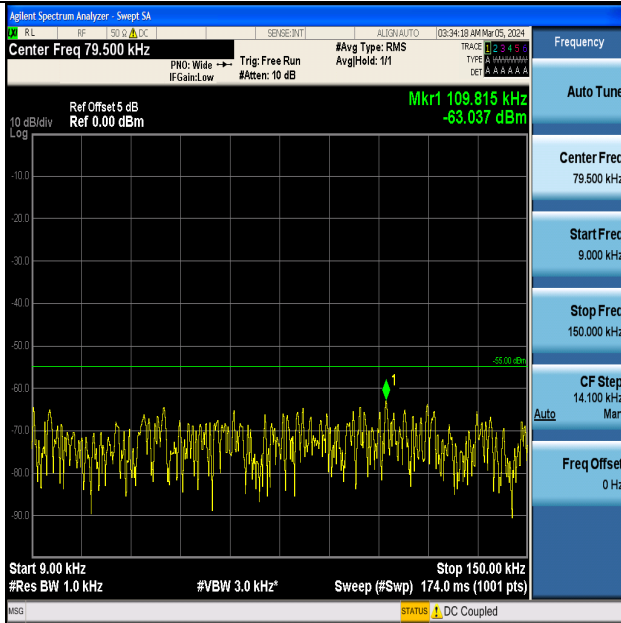 Agilent Spectrum Analyzer - Swept SA
RL RF 50 Ω DC SENSE:INT ALIGN AUTO 03:34:18 AM Mar 05, 2024
Center Freq 79.500 kHz
PNO: Wide
IFGain:Low
Trig: Free Run
#Atten: 10 dB
#Avg Type: RMS
Avg|Hold: 1/1
TRACE 1 2 3 4 5 6
TYPE A WWWWW
DET A A A A A A
Frequency
Auto Tune
Mkr1 109.815 kHz
-63.037 dBm
Ref Offset 5 dB
10 dB/div Ref 0.00 dBm
Log
-10.0
-20.0
-30.0
-40.0
-55.00 dBm
-60.0
1
-70.0
-80.0
-90.0
Center Freq
79.500 kHz
Start Freq
9.000 kHz
Stop Freq
150.000 kHz
CF Step
14.100 kHz
Auto Man
Freq Offset
0 Hz
Start 9.00 kHz Stop 150.00 kHz
#Res BW 1.0 kHz #VBW 3.0 kHz* Sweep (#Swp) 174.0 ms (1001 pts)
MSG STATUS DC Coupled